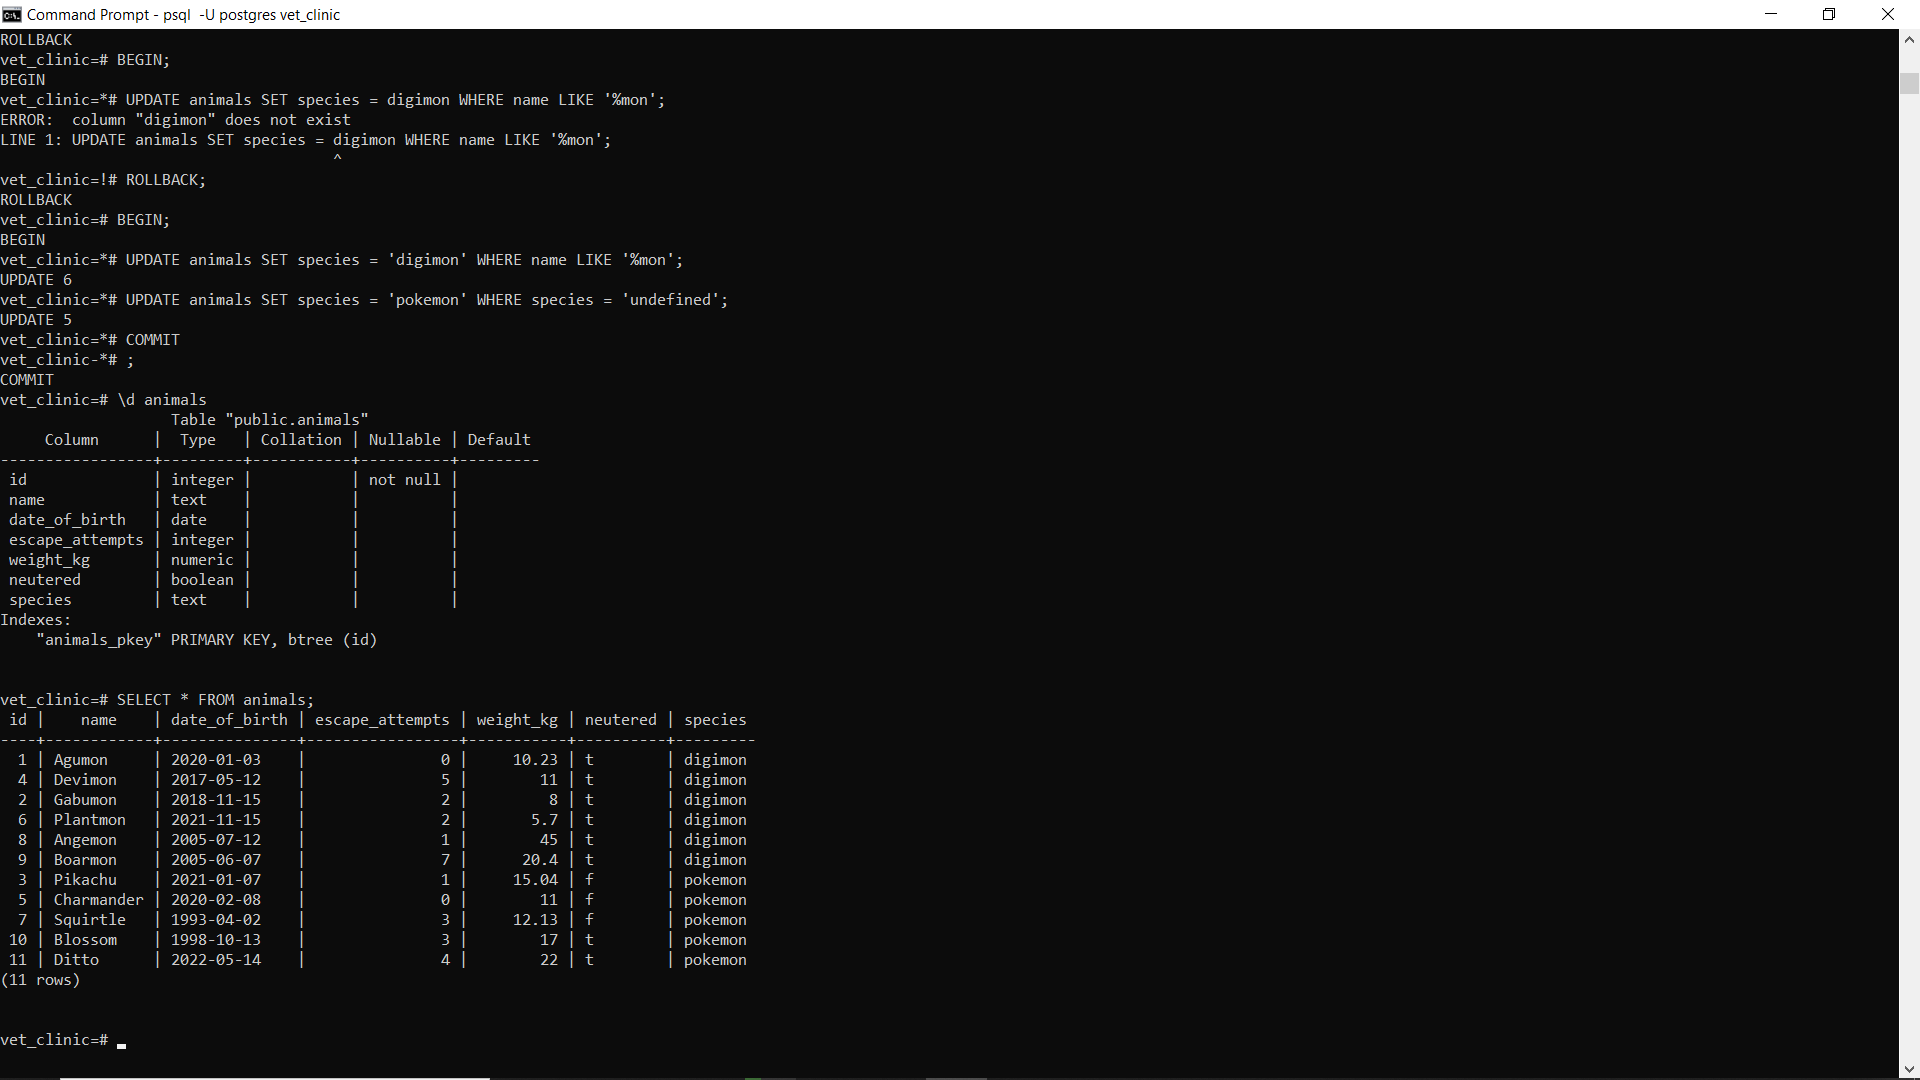 Command Prompt - psql  -U postgres vet_clinic
ROLLBACK
vet_clinic=# BEGIN;
BEGIN
vet_clinic=*# UPDATE animals SET species = digimon WHERE name LIKE '%mon';
ERROR:  column "digimon" does not exist
LINE 1: UPDATE animals SET species = digimon WHERE name LIKE '%mon';
                                     ^
vet_clinic=!# ROLLBACK;
ROLLBACK
vet_clinic=# BEGIN;
BEGIN
vet_clinic=*# UPDATE animals SET species = 'digimon' WHERE name LIKE '%mon';
UPDATE 6
vet_clinic=*# UPDATE animals SET species = 'pokemon' WHERE species = 'undefined';
UPDATE 5
vet_clinic=*# COMMIT
vet_clinic-*# ;
COMMIT
vet_clinic=# \d animals
                   Table "public.animals"
     Column      |  Type   | Collation | Nullable | Default
-----------------+---------+-----------+----------+---------
 id              | integer |           | not null |
 name            | text    |           |          |
 date_of_birth   | date    |           |          |
 escape_attempts | integer |           |          |
 weight_kg       | numeric |           |          |
 neutered        | boolean |           |          |
 species         | text    |           |          |
Indexes:
    "animals_pkey" PRIMARY KEY, btree (id)
vet_clinic=# SELECT * FROM animals;
 id |    name    | date_of_birth | escape_attempts | weight_kg | neutered | species
----+------------+---------------+-----------------+-----------+----------+---------
  1 | Agumon     | 2020-01-03    |               0 |     10.23 | t        | digimon
  4 | Devimon    | 2017-05-12    |               5 |        11 | t        | digimon
  2 | Gabumon    | 2018-11-15    |               2 |         8 | t        | digimon
  6 | Plantmon   | 2021-11-15    |               2 |       5.7 | t        | digimon
  8 | Angemon    | 2005-07-12    |               1 |        45 | t        | digimon
  9 | Boarmon    | 2005-06-07    |               7 |      20.4 | t        | digimon
  3 | Pikachu    | 2021-01-07    |               1 |     15.04 | f        | pokemon
  5 | Charmander | 2020-02-08    |               0 |        11 | f        | pokemon
  7 | Squirtle   | 1993-04-02    |               3 |     12.13 | f        | pokemon
 10 | Blossom    | 1998-10-13    |               3 |        17 | t        | pokemon
 11 | Ditto      | 2022-05-14    |               4 |        22 | t        | pokemon
(11 rows)
vet_clinic=#